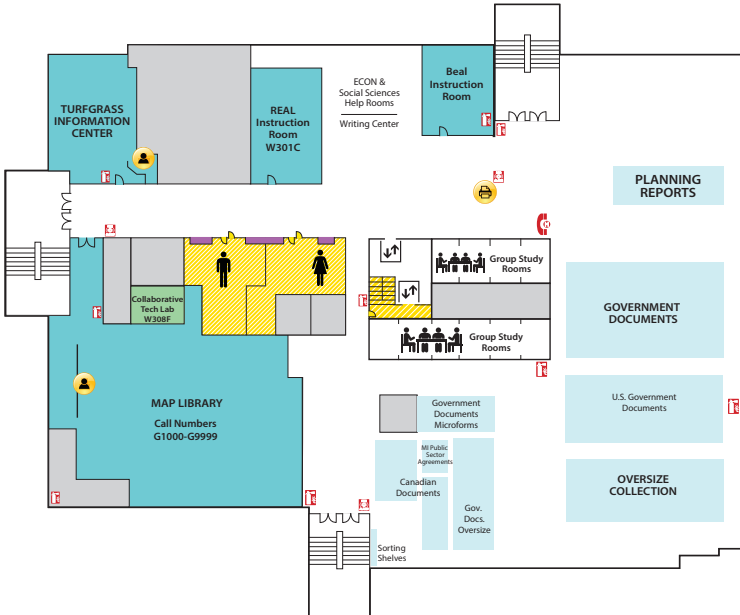 TURFGRASS
INFORMATION
CENTER
REAL
Instruction
Room
W301C
ECON &
Social Sciences
Help Rooms
Writing Center
Beal
Instruction
Room
PLANNING
REPORTS
Group Study
Rooms
Collaborative
Tech Lab
W308F
GOVERNMENT
DOCUMENTS
Group Study
Rooms
MAP LIBRARY
Call Numbers
G1000-G9999
Government
Documents
Microforms
U.S. Government
Documents
MI Public
Sector
Agreements
Canadian
Documents
OVERSIZE
COLLECTION
Gov.
Docs.
Oversize
Sorting
Shelves